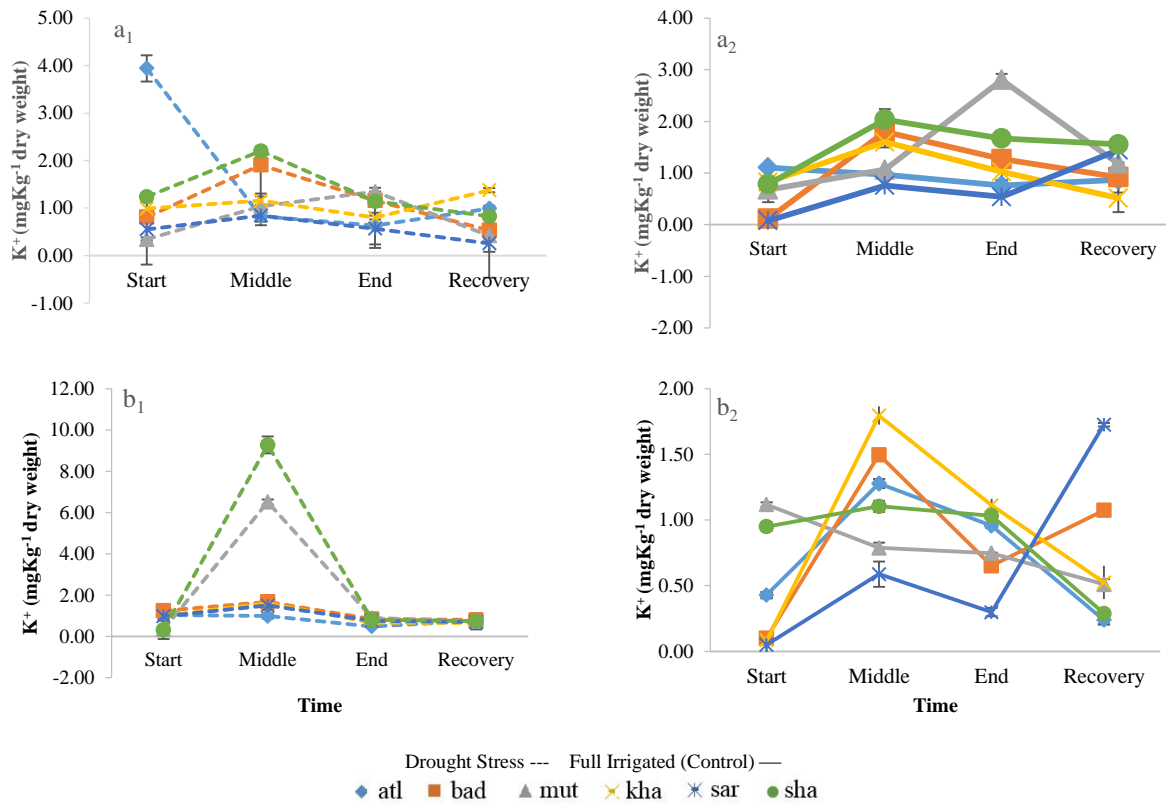 a1
K+ (mgKg-1 dry weight)
5.00
4.00
3.00
2.00
1.00
0.00
-1.00
Start Middle End Recovery
a2
K+ (mgKg-1 dry weight)
4.00
3.00
2.00
1.00
0.00
-1.00
-2.00
Start Middle End Recovery
b1
K+ (mgKg-1 dry weight)
12.00
10.00
8.00
6.00
4.00
2.00
0.00
-2.00
Start Middle End Recovery
Time
b2
K+ (mgKg-1 dry weight)
2.00
1.50
1.00
0.50
0.00
Start Middle End Recovery
Time
Drought Stress --- Full Irrigated (Control) —
atl bad mut kha sar sha